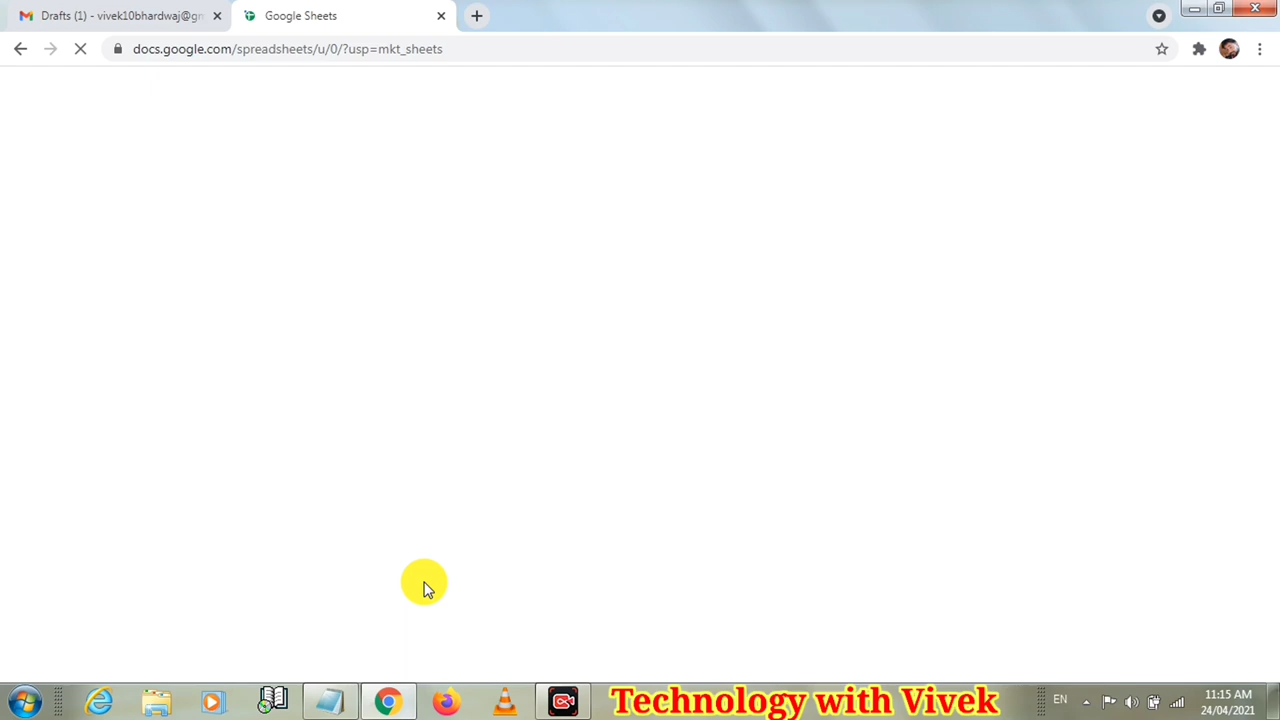 Drafts (1) - vivek10bhardwaj@gm
Google Sheets
docs.google.com/spreadsheets/u/0/?usp=mkt_sheets
Technology with Vivek
EN
11:15 AM
24/04/2021